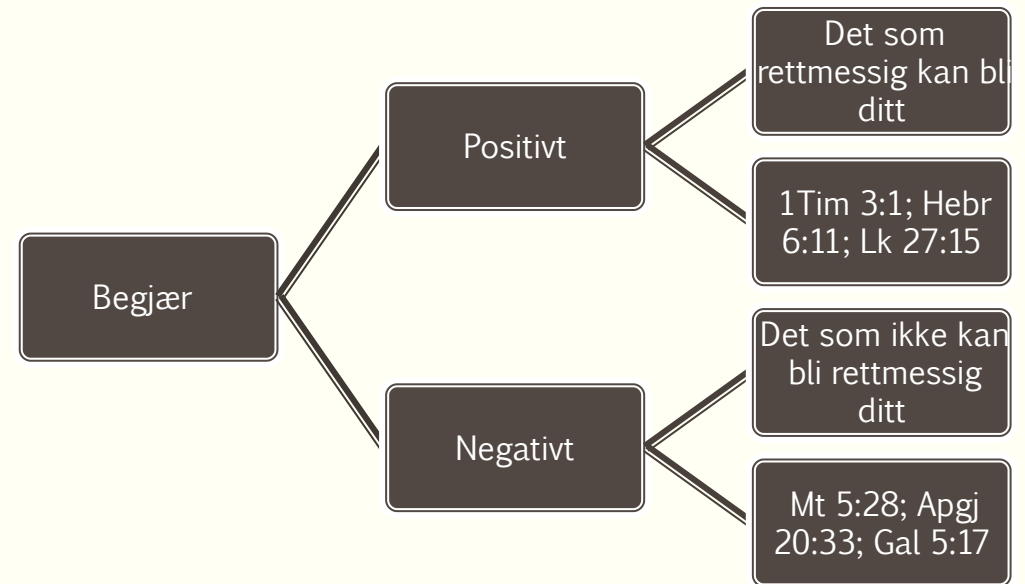 Begjær
Positivt
Det som
rettmessig kan bli
ditt
1Tim 3:1; Hebr
6:11; Lk 27:15
Negativt
Det som ikke kan
bli rettmessig
ditt
Mt 5:28; Apgj
20:33; Gal 5:17